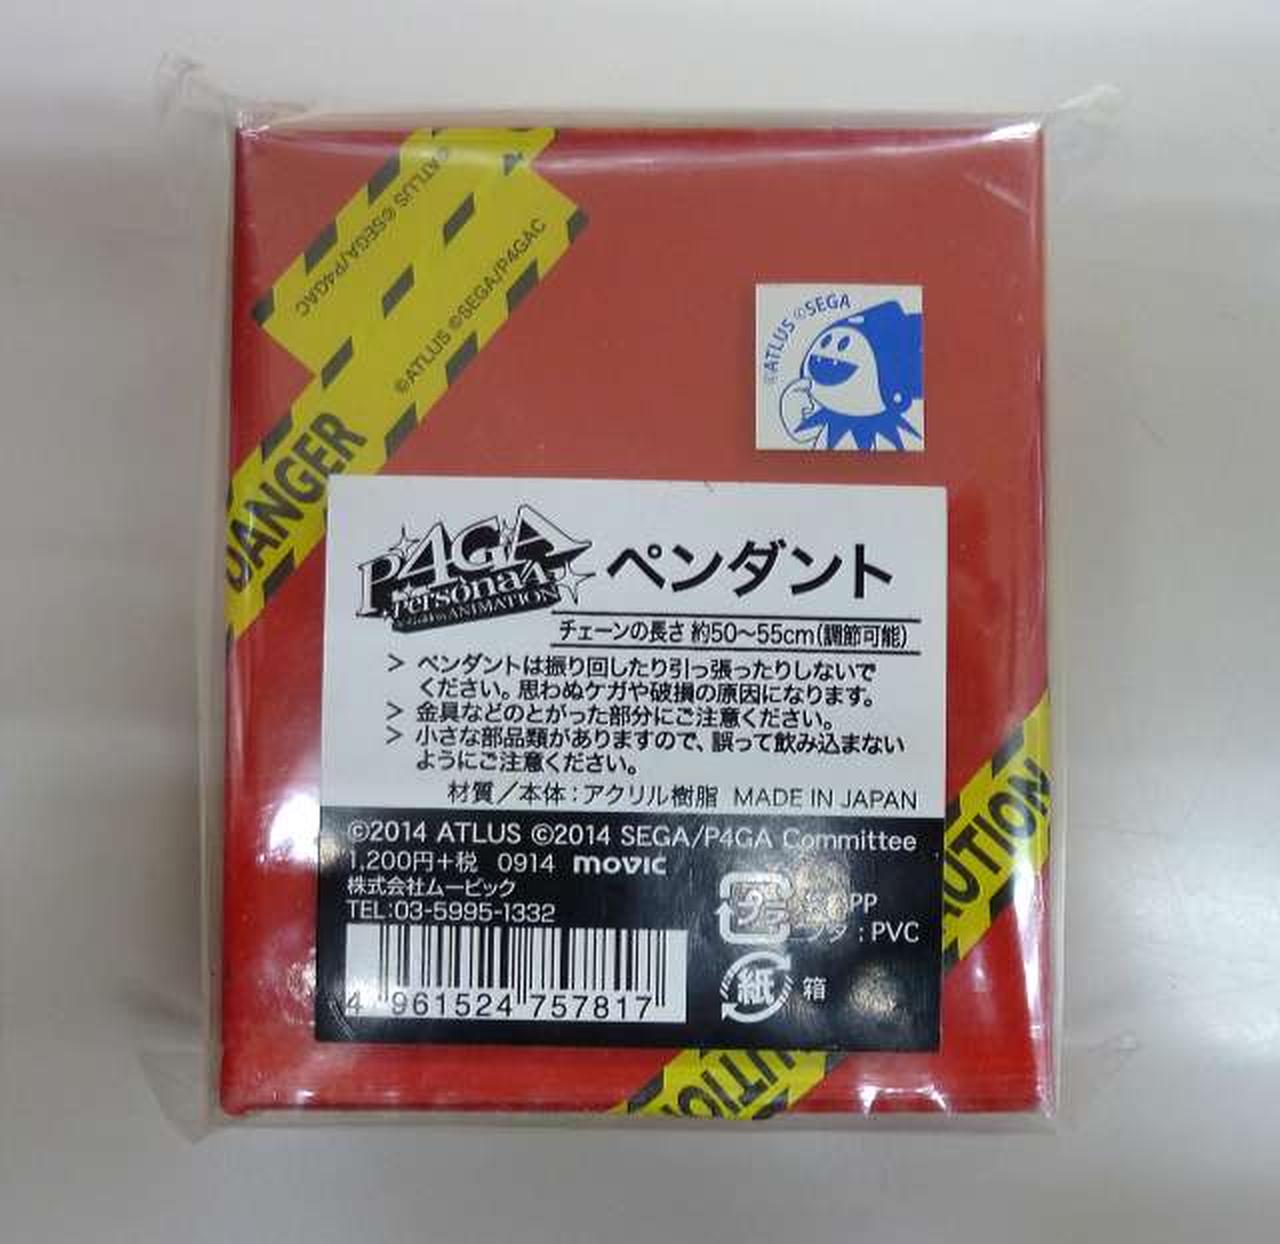 ©ATLUS ©SEGA/P4GAC
©ATLUS ©SEGA/P4GAC
DANGER
©ATLUS ©SEGA
P4GA
Persona4
the Golden ANIMATION
ペンダント
チェーンの長さ 約50～55cm(調節可能)
> ペンダントは振り回したり引っ張ったりしないで
ください。思わぬケガや破損の原因になります。
> 金具などのとがった部分にご注意ください。
> 小さな部品類がありますので、誤って飲み込まない
ようにご注意ください。
材質／本体：アクリル樹脂 MADE IN JAPAN
©2014 ATLUS ©2014 SEGA/P4GA Committee
1,200円+税 0914 movic
株式会社ムービック
TEL:03-5995-1332
プラ
PP
フタ：PVC
紙 箱
4 961524 757817
AUTION
UTION